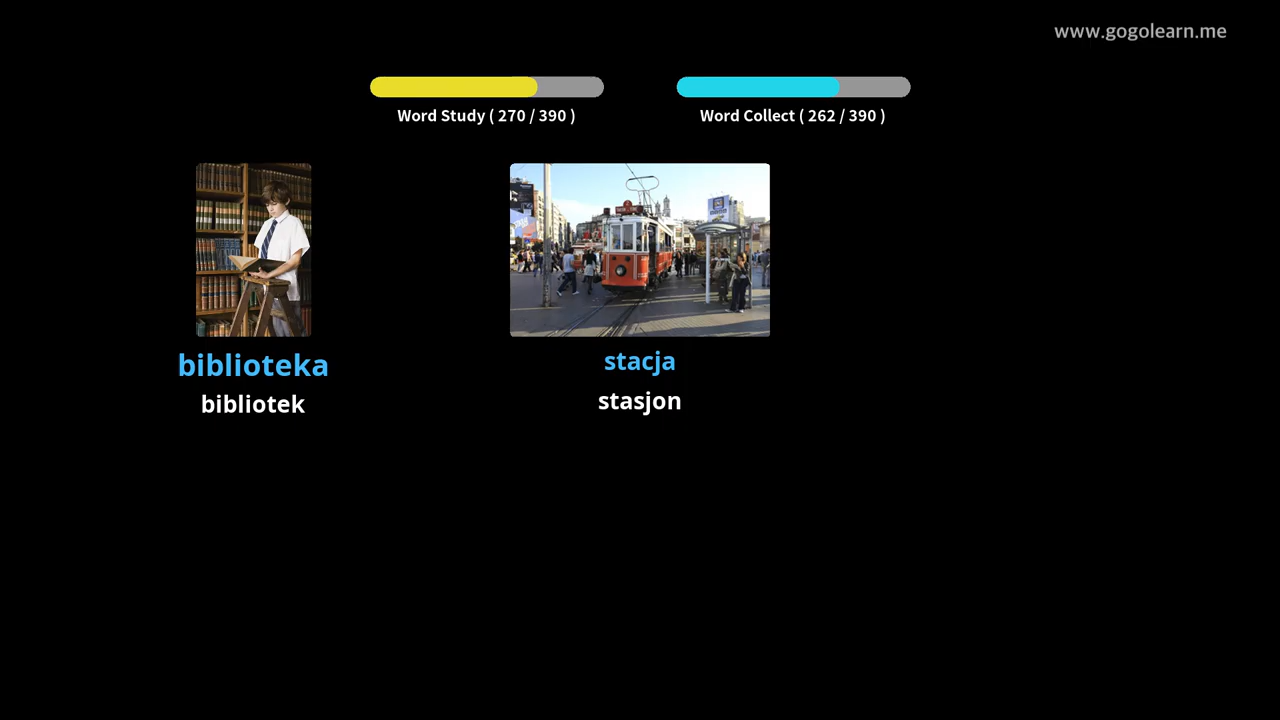 www.gogolearn.me
Word Study ( 270 / 390 )
Word Collect ( 262 / 390 )
biblioteka
bibliotek
stacja
stasjon